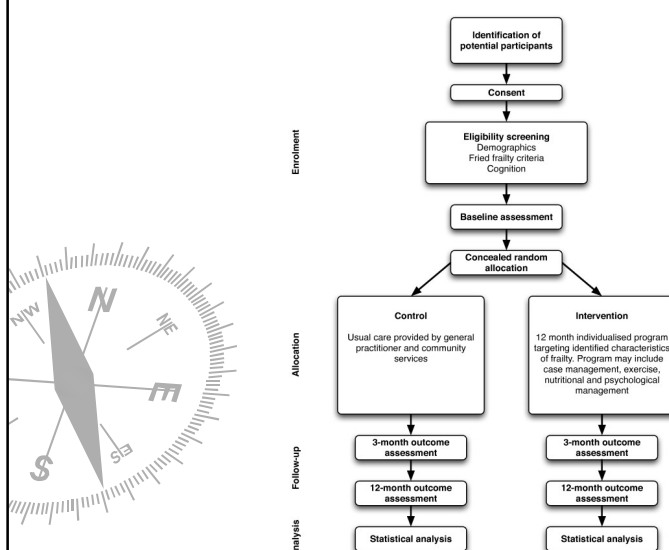 Identification of
potential participants
Consent
Enrolment
Eligibility screening
Demographics
Fried frailty criteria
Cognition
Baseline assessment
Concealed random
allocation
Allocation
Control
Usual care provided by general
practitioner and community
services
Intervention
12 month individualised program
targeting identified characteristics
of frailty. Program may include
case management, exercise,
nutritional and psychological
management
Follow-up
3-month outcome
assessment
3-month outcome
assessment
12-month outcome
assessment
12-month outcome
assessment
Statistical analysis
Statistical analysis
NW
N
NE
E
ES
S